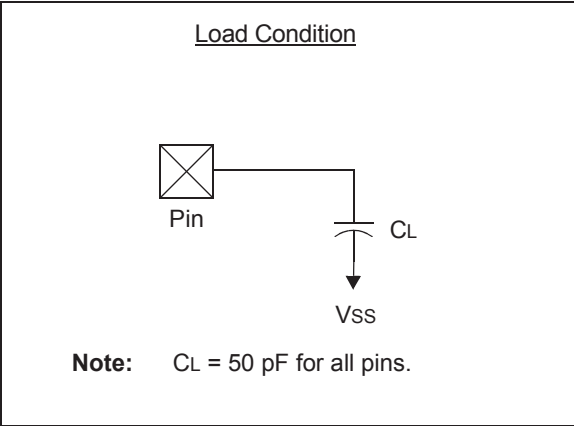 Load Condition
Pin
CL
VSS
Note: CL = 50 pF for all pins.